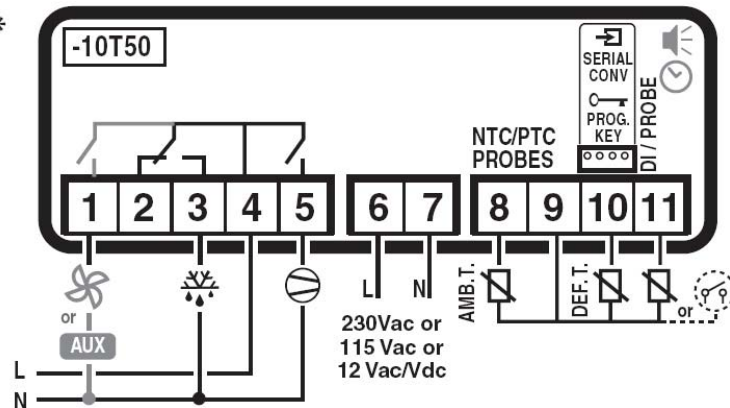 *
-10T50
SERIAL
CONV
PROG.
KEY
DI / PROBE
NTC/PTC
PROBES
1 2 3 4 5 6 7 8 9 10 11
AMB.T.
DEF. T.
L N
or
AUX
or
230Vac or
115 Vac or
12 Vac/Vdc
L
N